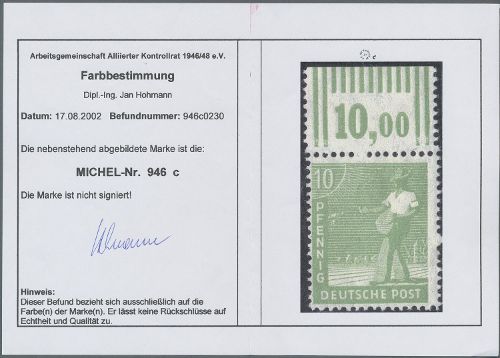 Arbeitsgemeinschaft Alliierter Kontrollrat 1946/48 e.V.
Farbbestimmung
Dipl.-Ing. Jan Hohmann
Datum: 17.08.2002 Befundnummer: 946c0230
Die nebenstehend abgebildete Marke ist die:
MICHEL-Nr. 946 c
Die Marke ist nicht signiert!
Hohmann
Hinweis:
Dieser Befund bezieht sich ausschließlich auf die
Farbe(n) der Marke(n). Er lässt keine Rückschlüsse auf
Echtheit und Qualität zu.
c
10,00
10
PFENNIG
DEUTSCHE POST